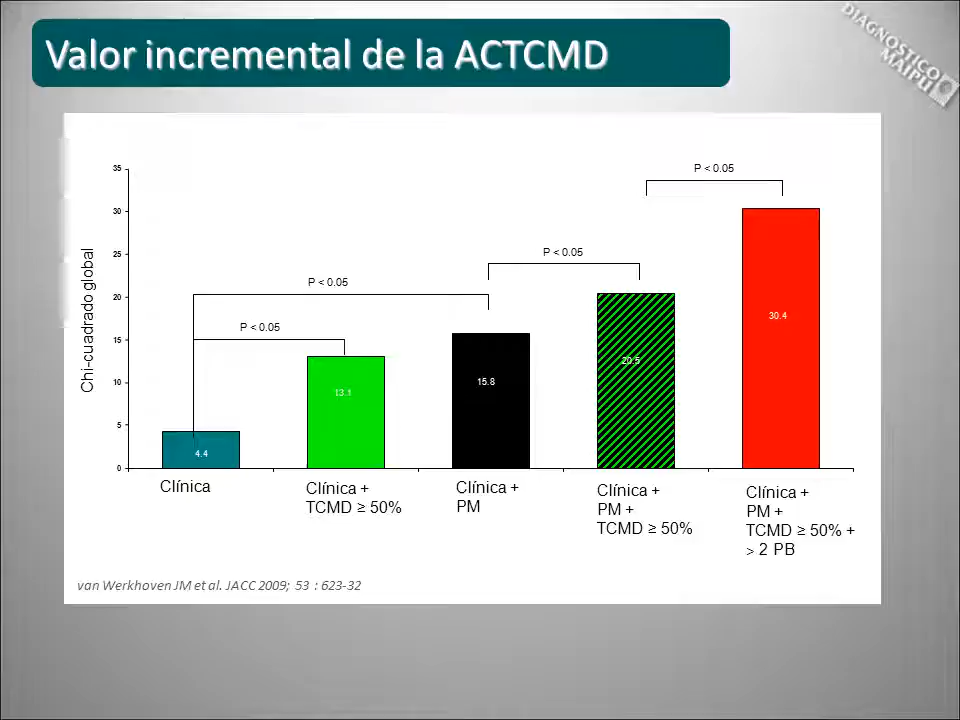 Valor incremental de la ACTCMD
DIAGNOSTICO
MAIPU
35
30
25
20
15
10
5
0
Chi-cuadrado global
P < 0.05
P < 0.05
P < 0.05
P < 0.05
4.4
13.1
15.8
20.5
30.4
Clínica
Clínica +
TCMD ≥ 50%
Clínica +
PM
Clínica +
PM +
TCMD ≥ 50%
Clínica +
PM +
TCMD ≥ 50% +
> 2 PB
van Werkhoven JM et al. JACC 2009; 53 : 623-32